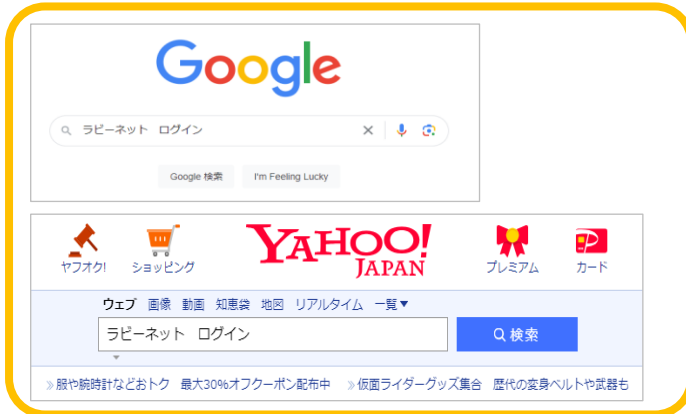 Google
ラビーネット　ログイン
Google 検索 I'm Feeling Lucky
ヤフオク! ショッピング YAHOO! JAPAN プレミアム カード
ウェブ 画像 動画 知恵袋 地図 リアルタイム 一覧▼
ラビーネット　ログイン 検索
»服や腕時計などおトク 最大30%オフクーポン配布中 »仮面ライダーグッズ集合 歴代の変身ベルトや武器も